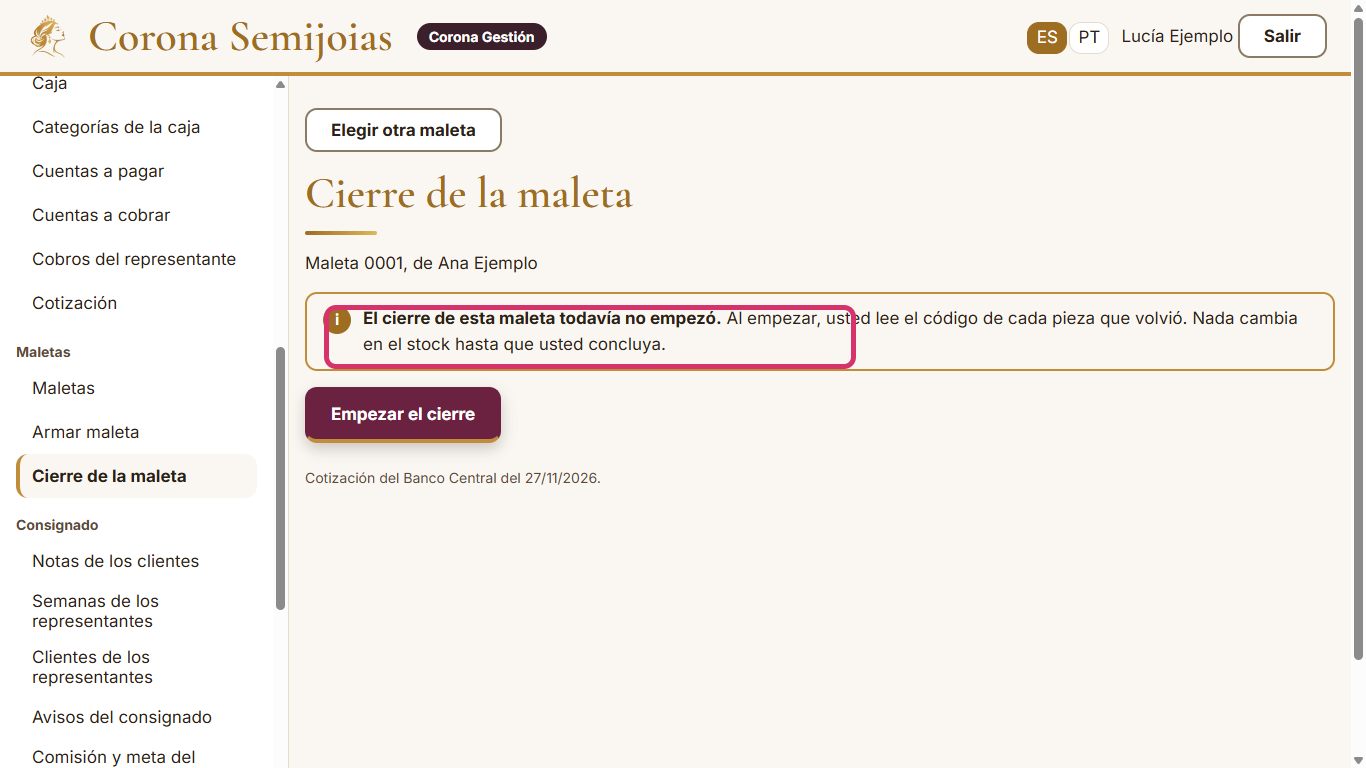 Corona Semijoias
Corona Gestión
ES PT Lucía Ejemplo Salir
Caja
Categorías de la caja
Cuentas a pagar
Cuentas a cobrar
Cobros del representante
Cotización
Maletas
Maletas
Armar maleta
Cierre de la maleta
Consignado
Notas de los clientes
Semanas de los
representantes
Clientes de los
representantes
Avisos del consignado
Comisión y meta del
Elegir otra maleta
Cierre de la maleta
Maleta 0001, de Ana Ejemplo
i El cierre de esta maleta todavía no empezó. Al empezar, usted lee el código de cada pieza que volvió. Nada cambia
en el stock hasta que usted concluya.
Empezar el cierre
Cotización del Banco Central del 27/11/2026.